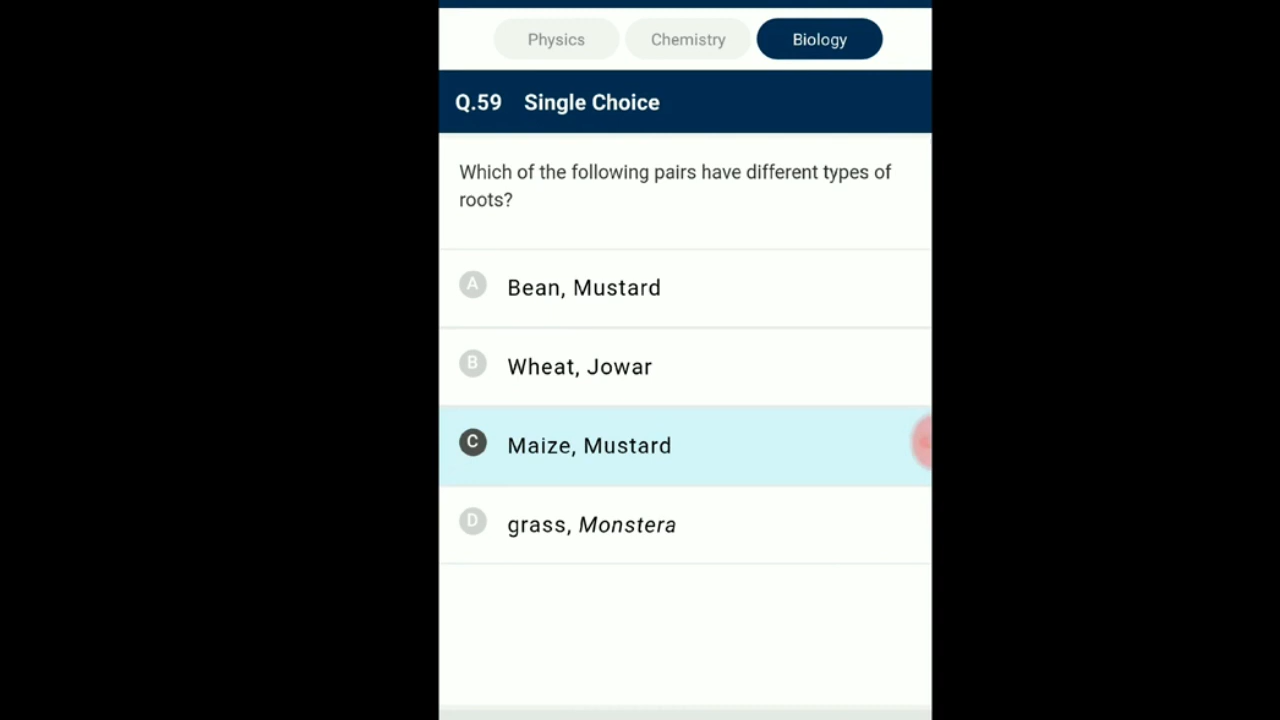 Physics Chemistry Biology
Q.59 Single Choice
Which of the following pairs have different types of
roots?
A Bean, Mustard
B Wheat, Jowar
C Maize, Mustard
D grass, Monstera